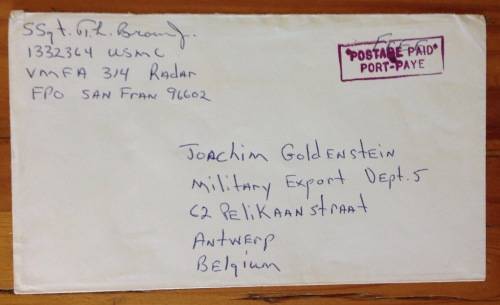 SSgt. T.L. Brown Jr.
1332364 USMC
VMFA 314 Radar
FPO San Fran 96602
Free
POSTAGE PAID
PORT-PAYE
Joachim Goldenstein
Military Export Dept. 5
62 Pelikaanstraat
Antwerp
Belgium